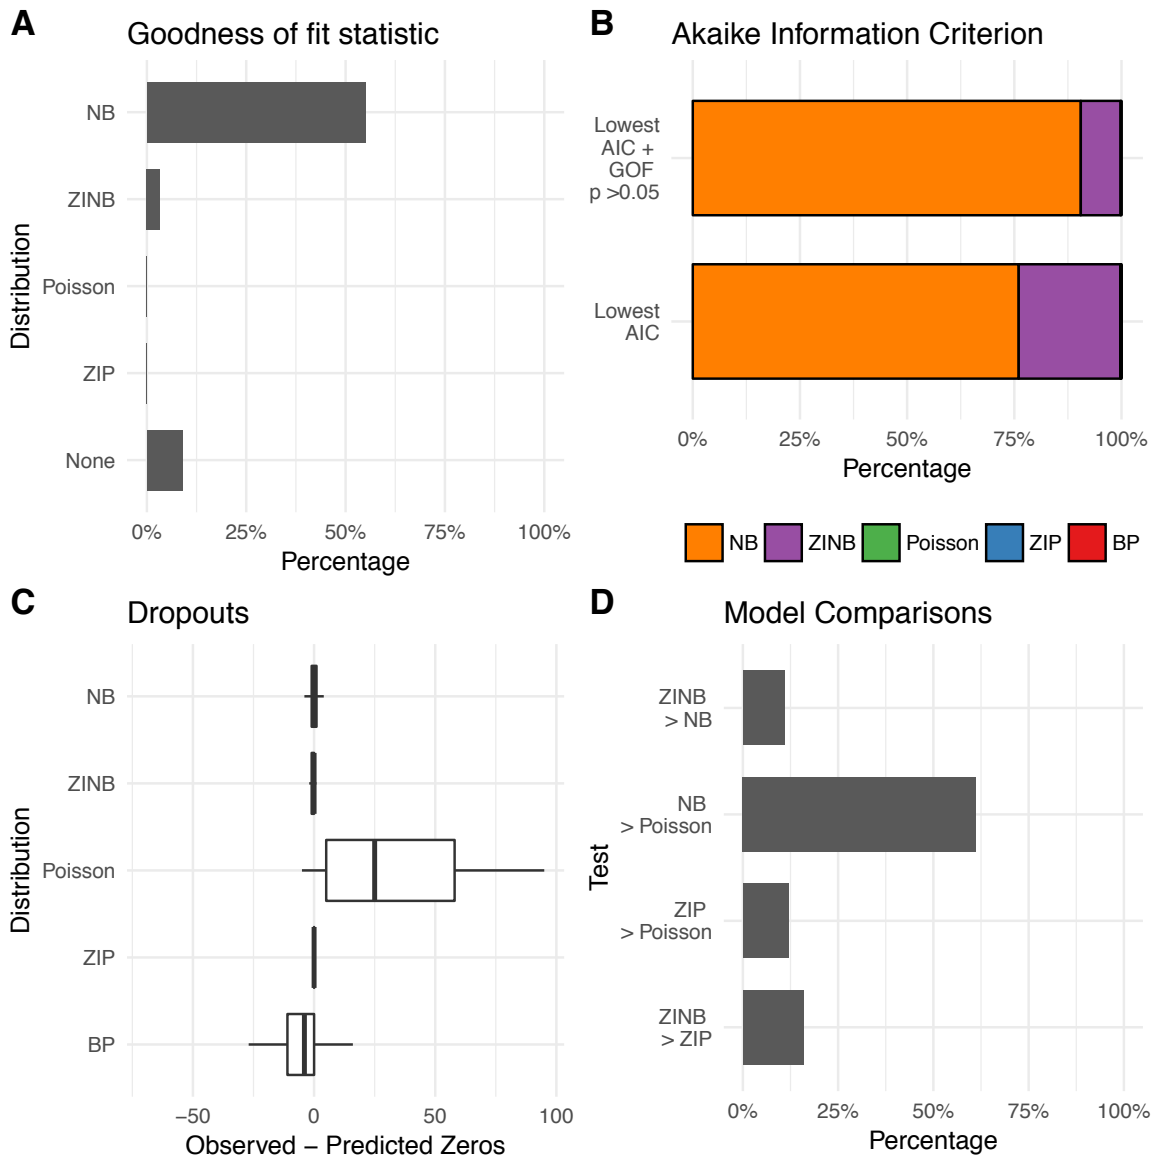 A
Goodness of fit statistic
NB
ZINB
Poisson
ZIP
None
Distribution
0% 25% 50% 75% 100%
Percentage
B
Akaike Information Criterion
Lowest
AIC +
GOF
p >0.05
Lowest
AIC
0% 25% 50% 75% 100%
Percentage
NB ZINB Poisson ZIP BP
C
Dropouts
NB
ZINB
Poisson
ZIP
BP
Distribution
−50 0 50 100
Observed − Predicted Zeros
D
Model Comparisons
ZINB
> NB
NB
> Poisson
ZIP
> Poisson
ZINB
> ZIP
Test
0% 25% 50% 75% 100%
Percentage